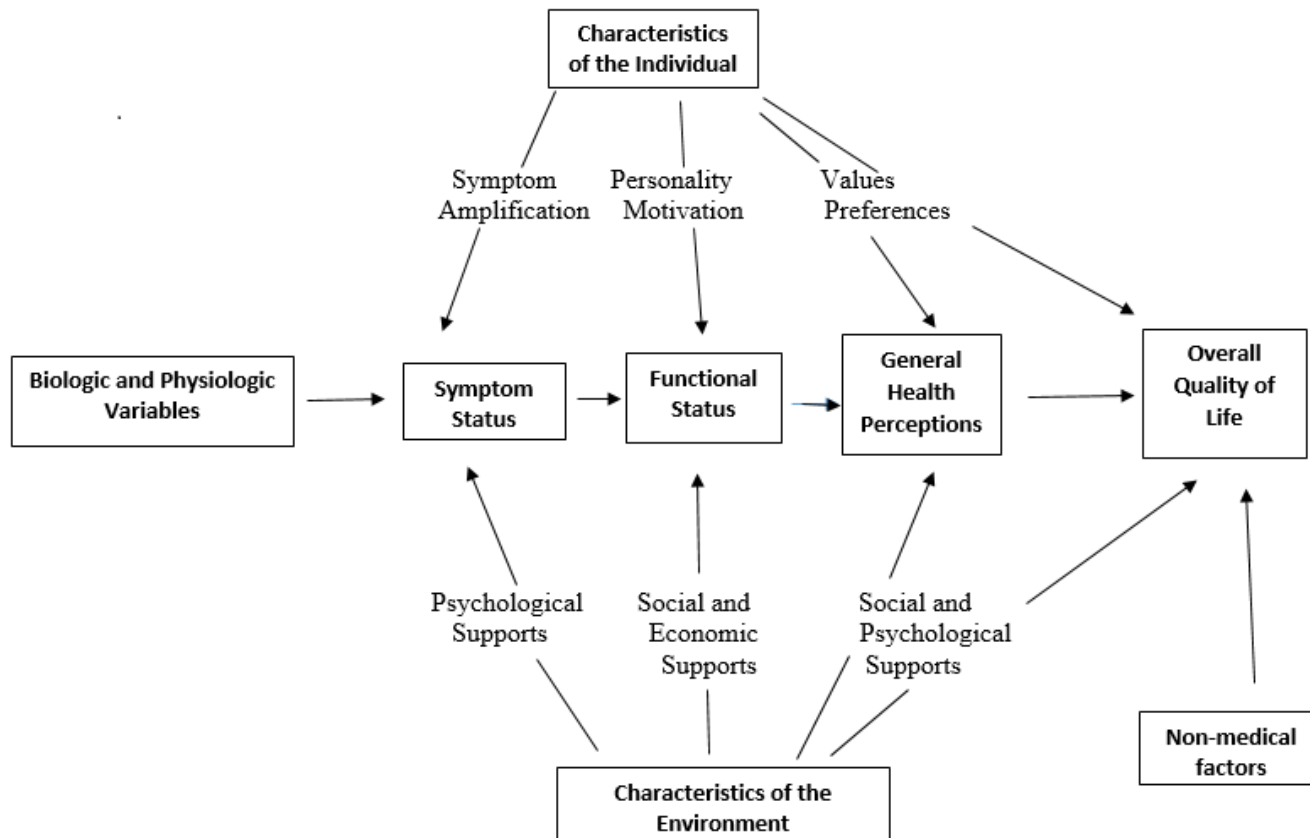 Characteristics
of the Individual
Symptom
Amplification
Personality
Motivation
Values
Preferences
Biologic and Physiologic
Variables
Symptom
Status
Functional
Status
General
Health
Perceptions
Overall
Quality of
Life
Psychological
Supports
Social and
Economic
Supports
Social and
Psychological
Supports
Non-medical
factors
Characteristics of the
Environment